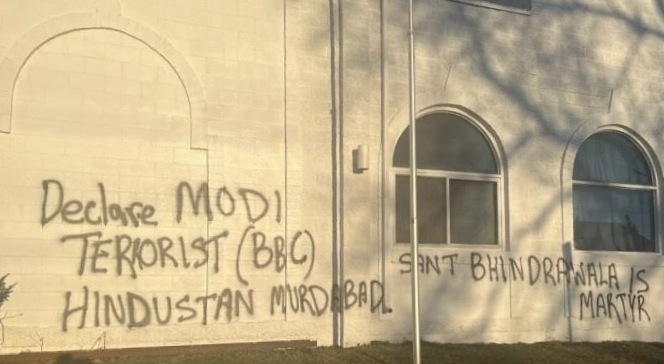 Declare MODI
TERRORIST (BBC)
HINDUSTAN MURDABAD.
SANT BHINDRAWALA IS
MARTYR